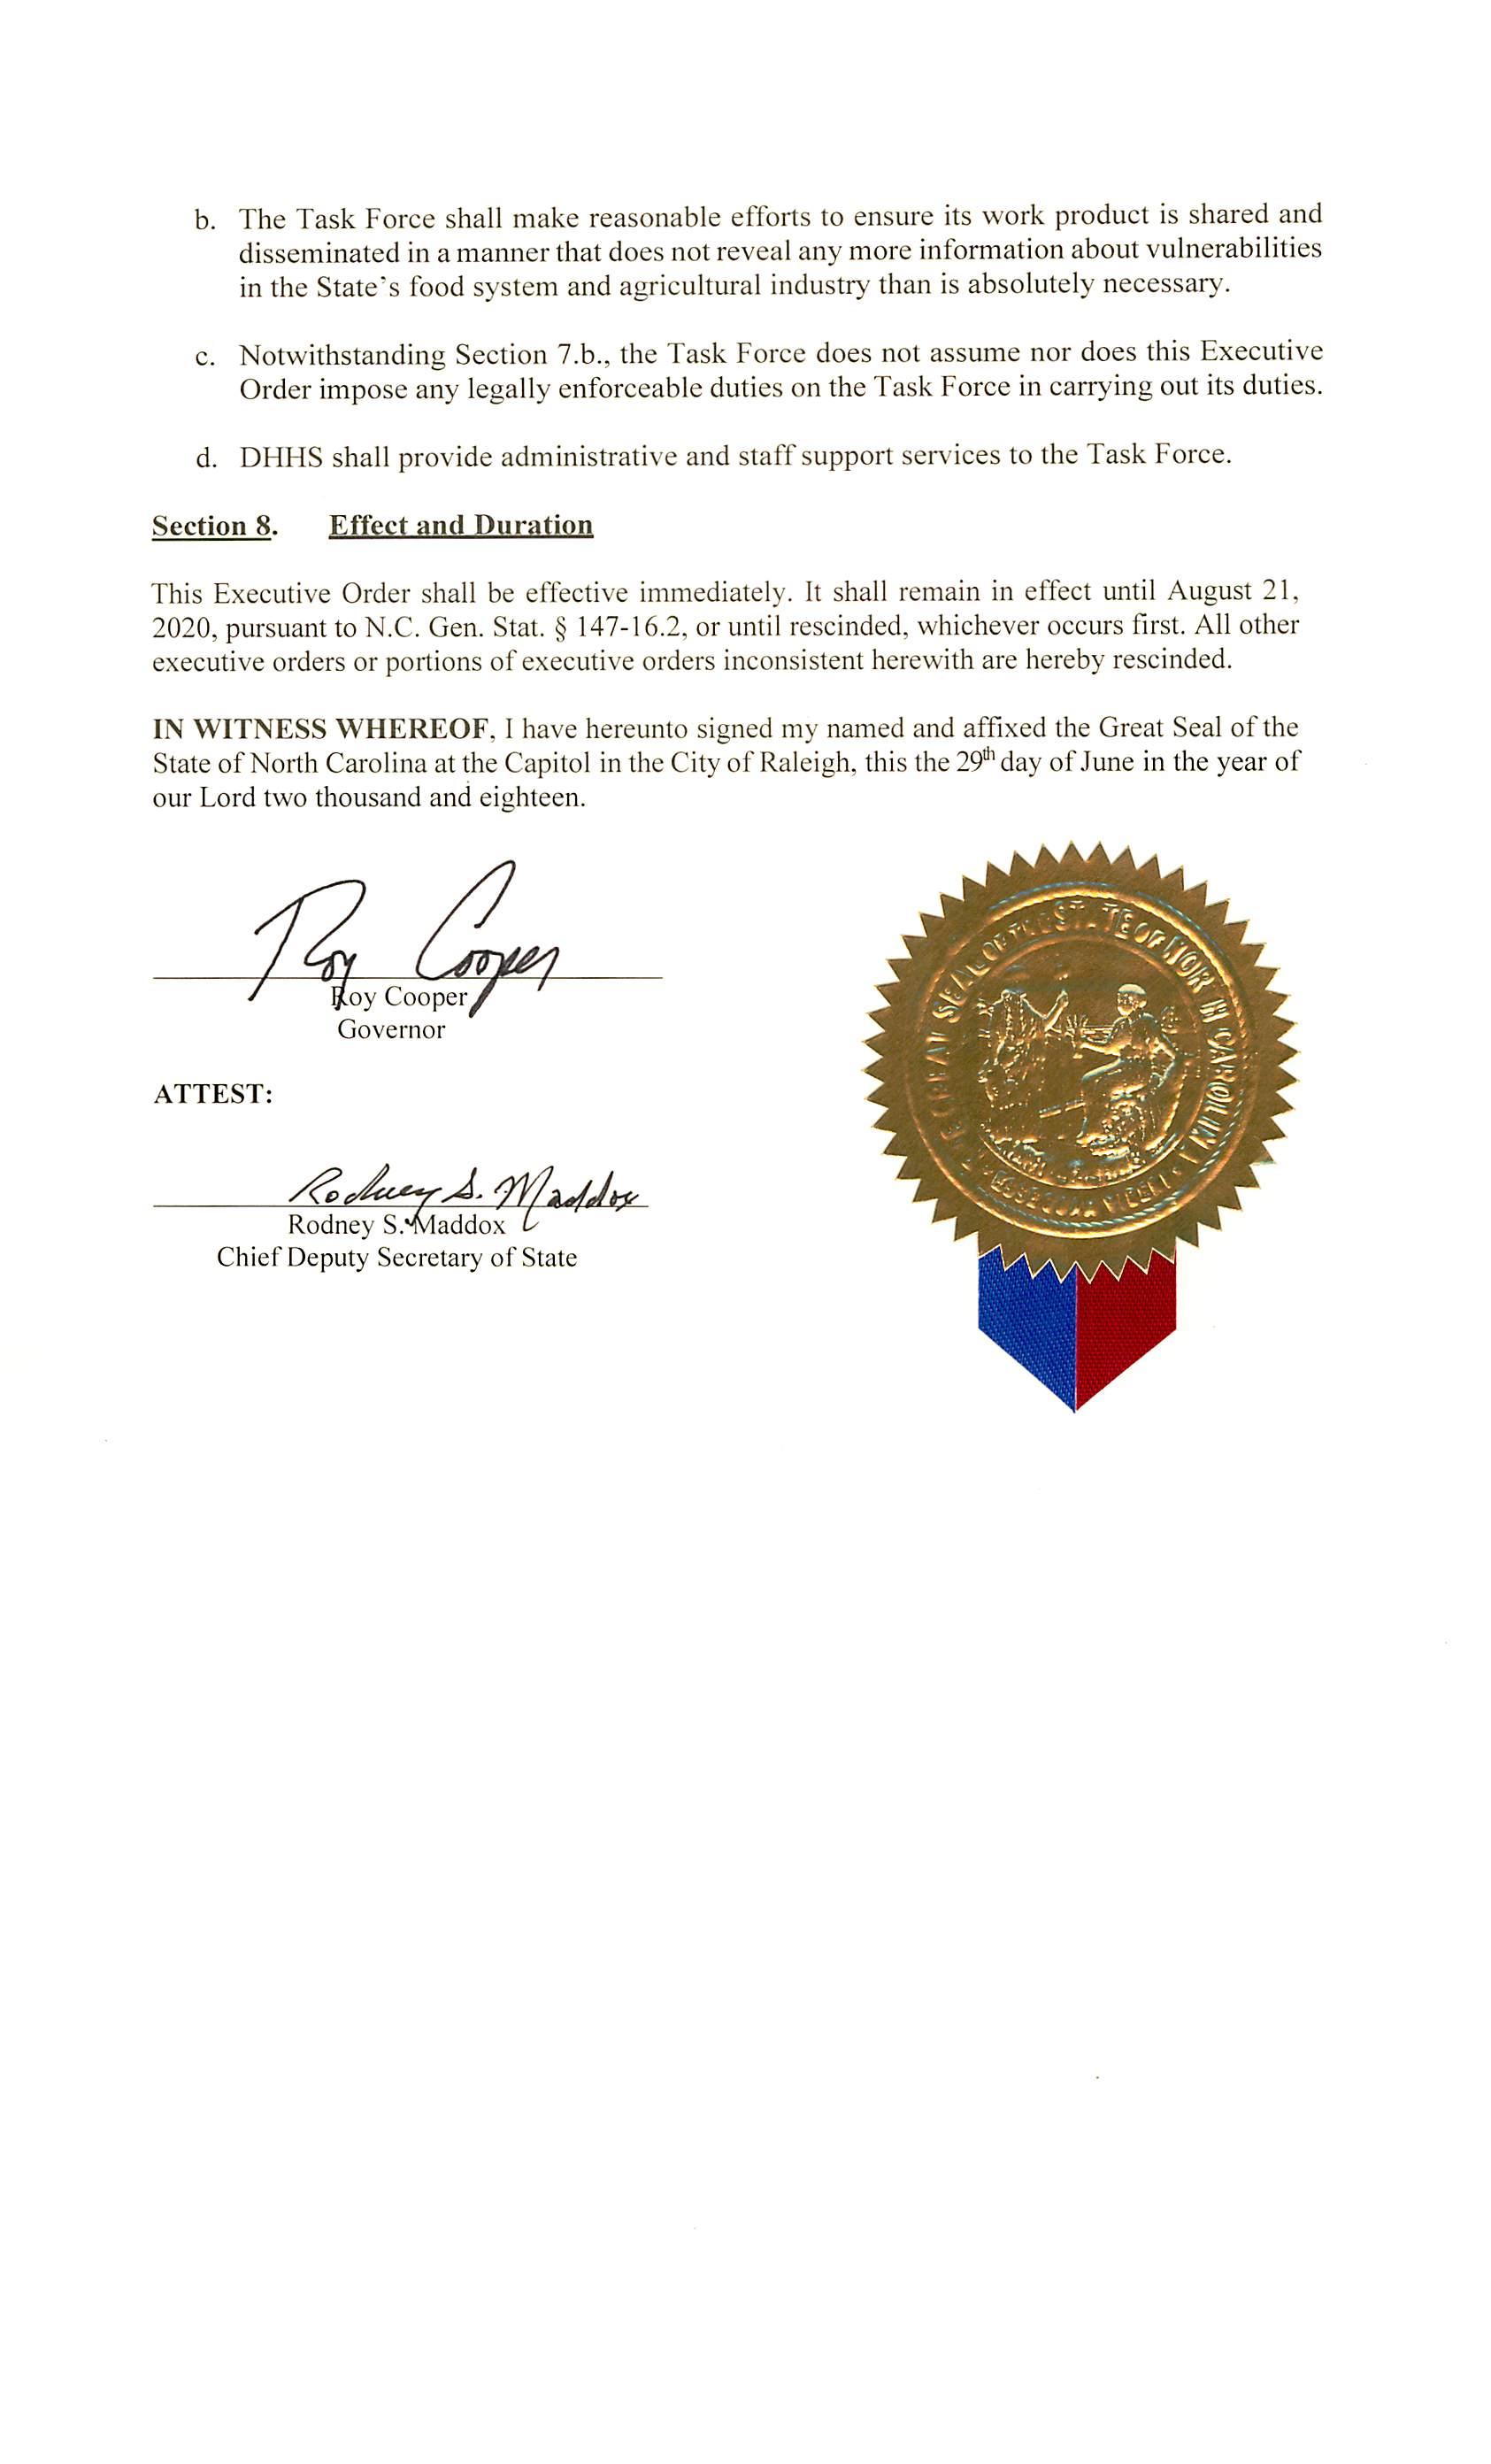 b. The Task Force shall make reasonable efforts to ensure its work product is shared and
disseminated in a manner that does not reveal any more information about vulnerabilities
in the State's food system and agricultural industry than is absolutely necessary.
c. Notwithstanding Section 7.b., the Task Force does not assume nor does this Executive
Order impose any legally enforceable duties on the Task Force in carrying out its duties.
d. DHHS shall provide administrative and staff support services to the Task Force.
Section 8. Effect and Duration
This Executive Order shall be effective immediately. It shall remain in effect until August 21,
2020, pursuant to N.C. Gen. Stat. § 147-16.2, or until rescinded, whichever occurs first. All other
executive orders or portions of executive orders inconsistent herewith are hereby rescinded.
IN WITNESS WHEREOF, I have hereunto signed my named and affixed the Great Seal of the
State of North Carolina at the Capitol in the City of Raleigh, this the 29th day of June in the year of
our Lord two thousand and eighteen.
Roy Cooper
Roy Cooper
Governor
ATTEST:
Rodney S. Maddox
Rodney S. Maddox
Chief Deputy Secretary of State
GREAT SEAL OF THE STATE OF NORTH CAROLINA